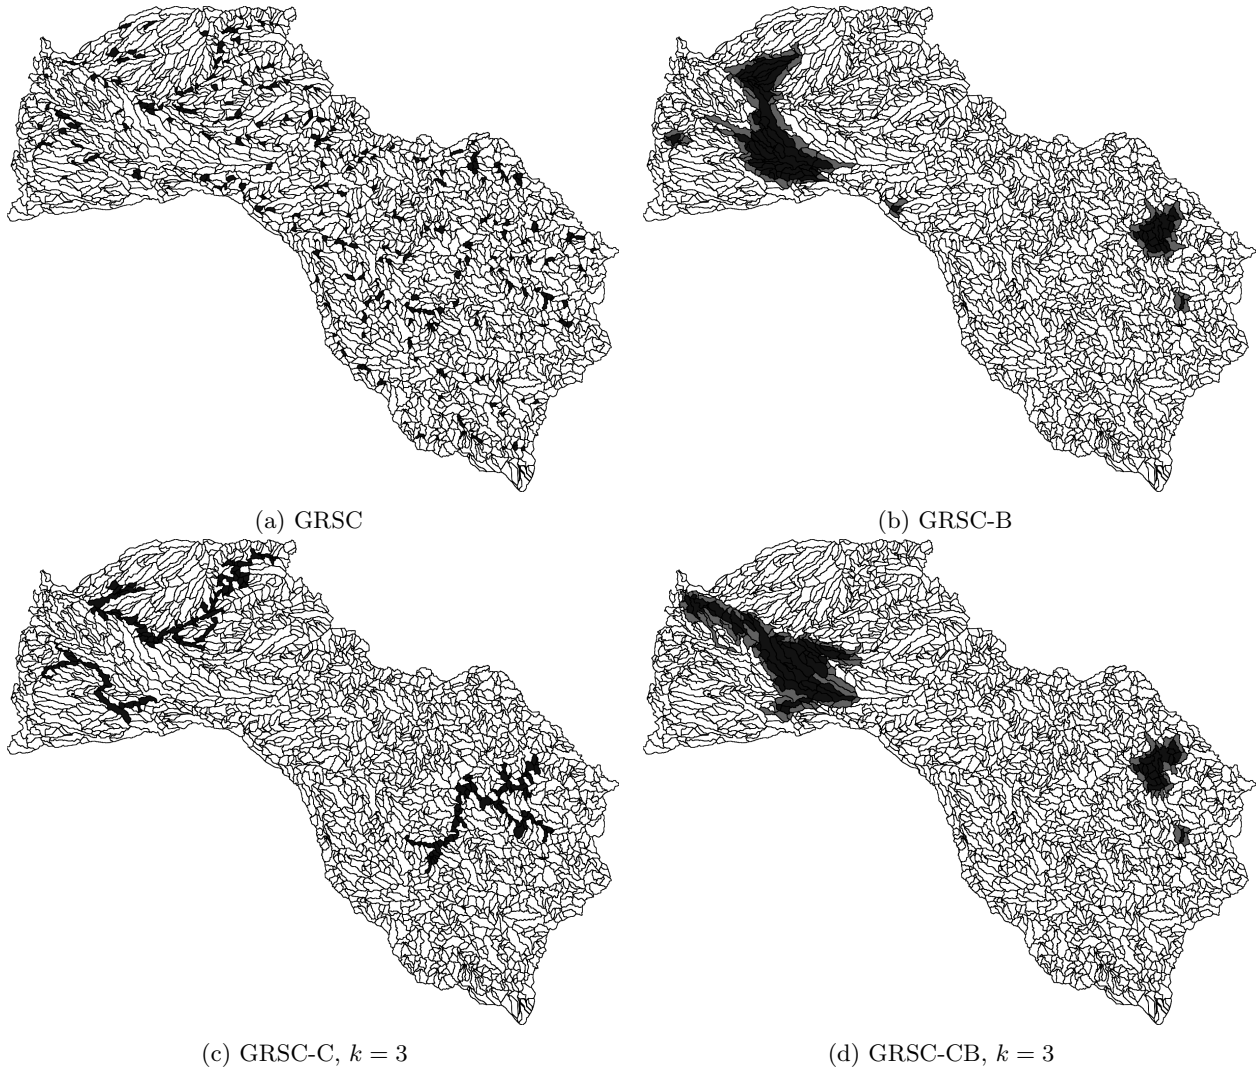 (a) GRSC
(b) GRSC-B
(c) GRSC-C, k = 3
(d) GRSC-CB, k = 3